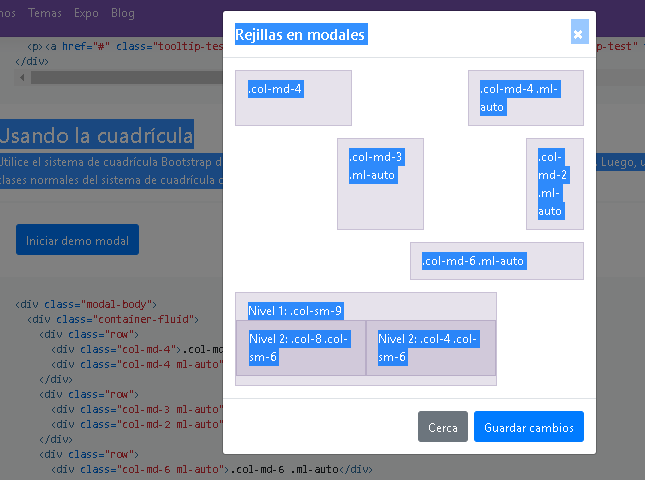 nos Temas Expo Blog
<p><a href="#" class="tooltip-tes
p-test"
</div>
Usando la cuadrícula
Utilice el sistema de cuadrícula Bootstrap d
. Luego, u
clases normales del sistema de cuadrícula c
Iniciar demo modal
<div class="modal-body">
<div class="container-fluid">
<div class="row">
<div class="col-md-4">.col-md
<div class="col-md-4 ml-auto"
</div>
<div class="row">
<div class="col-md-3 ml-auto"
<div class="col-md-2 ml-auto"
</div>
<div class="row">
<div class="col-md-6 ml-auto">.col-md-6 .ml-auto</div>
Rejillas en modales
×
.col-md-4
.col-md-4 .ml-
auto
.col-md-3
.ml-auto
.col-
md-2
.ml-
auto
.col-md-6 .ml-auto
Nivel 1: .col-sm-9
Nivel 2: .col-8 .col-
sm-6
Nivel 2: .col-4 .col-
sm-6
Cerca
Guardar cambios